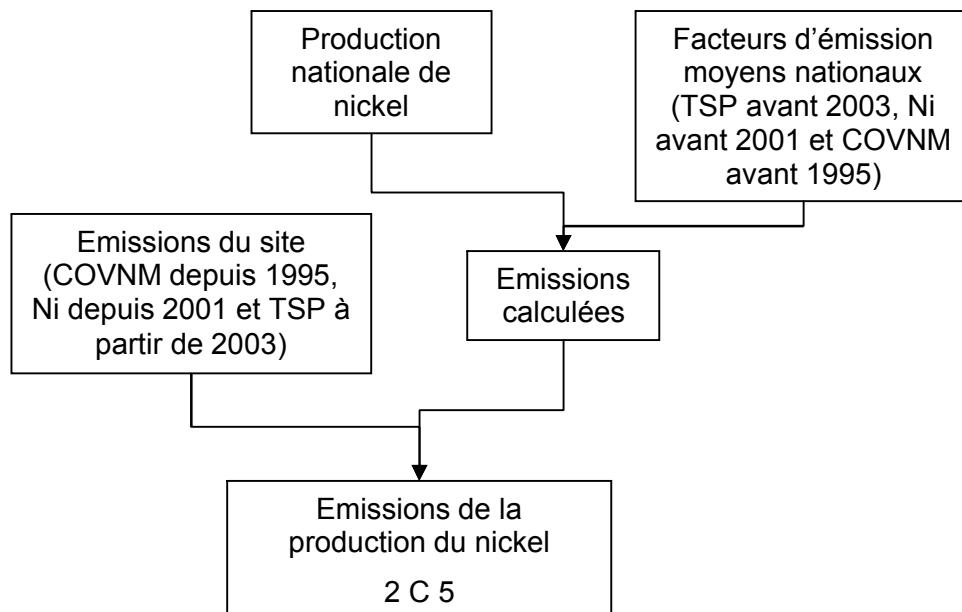 Production
nationale de
nickel
Facteurs d'émission
moyens nationaux
(TSP avant 2003, Ni
avant 2001 et COVNM
avant 1995)
Emissions du site
(COVNM depuis 1995,
Ni depuis 2001 et TSP à
partir de 2003)
Emissions
calculées
Emissions de la
production du nickel
2 C 5